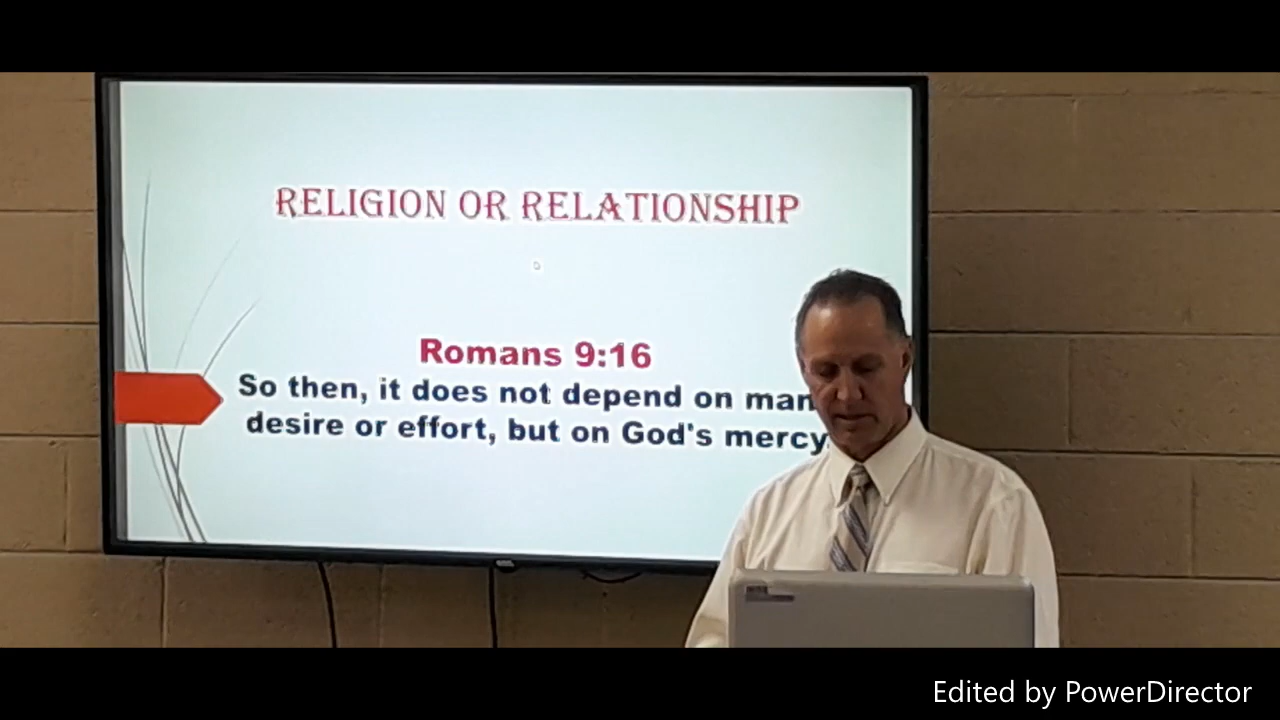 RELIGION OR RELATIONSHIP
Romans 9:16
So then, it does not depend on man
desire or effort, but on God's mercy
Edited by PowerDirector